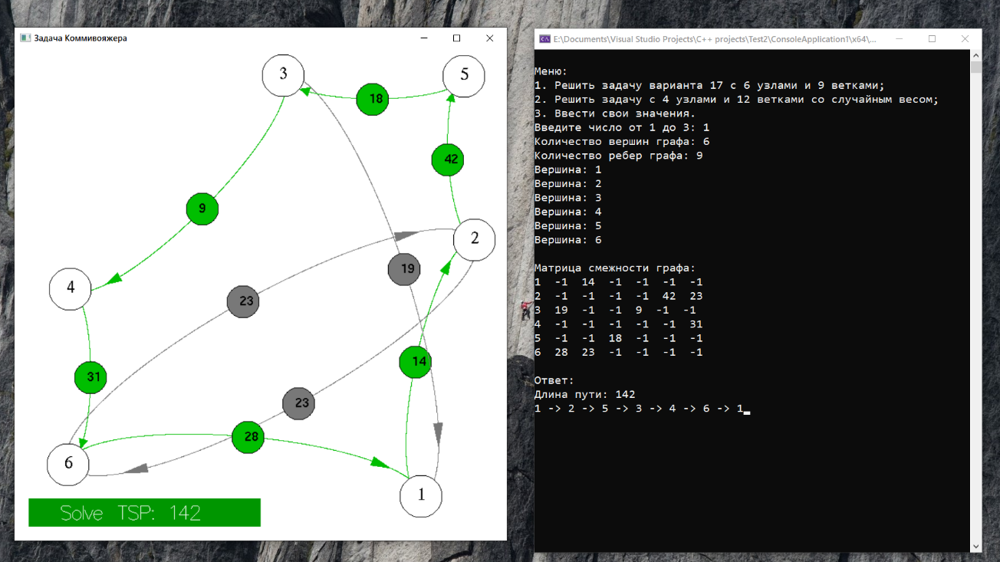 Задача Коммивояжера
3
5
18
42
9
2
19
4
23
14
31
23
28
6
1
Solve TSP: 142
E:\Documents\Visual Studio Projects\C++ projects\Test2\ConsoleApplication1\x64\...
Меню:
1. Решить задачу варианта 17 с 6 узлами и 9 ветками;
2. Решить задачу с 4 узлами и 12 ветками со случайным весом;
3. Ввести свои значения.
Введите число от 1 до 3: 1
Количество вершин графа: 6
Количество ребер графа: 9
Вершина: 1
Вершина: 2
Вершина: 3
Вершина: 4
Вершина: 5
Вершина: 6
Матрица смежности графа:
1 -1 14 -1 -1 -1 -1
2 -1 -1 -1 -1 42 23
3 19 -1 -1 9 -1 -1
4 -1 -1 -1 -1 -1 31
5 -1 -1 18 -1 -1 -1
6 28 23 -1 -1 -1 -1
Ответ:
Длина пути: 142
1 -> 2 -> 5 -> 3 -> 4 -> 6 -> 1